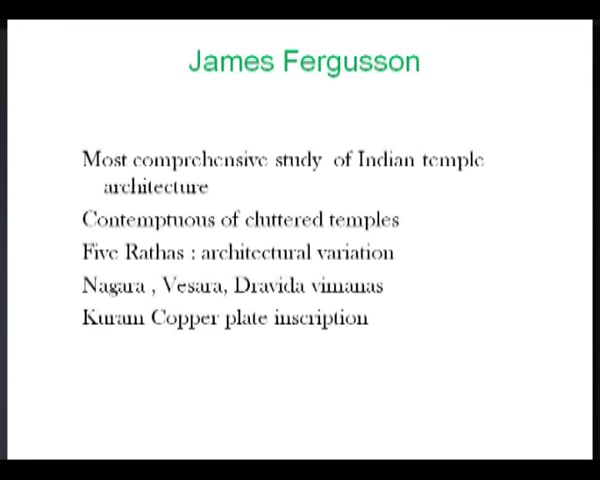 James Fergusson
Most comprehensive study of Indian temple
architecture
Contemptuous of cluttered temples
Five Rathas : architectural variation
Nagara , Vesara, Dravida vimanas
Kuram Copper plate inscription